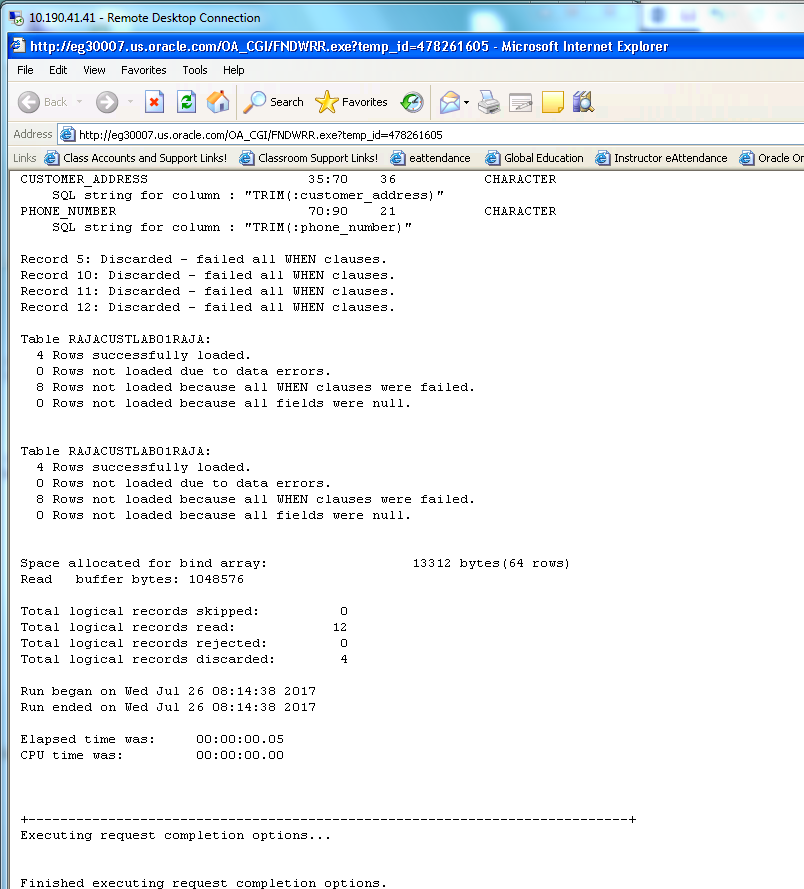 10.190.41.41 - Remote Desktop Connection
http://eg30007.us.oracle.com/OA_CGI/FNDWRR.exe?temp_id=478261605 - Microsoft Internet Explorer
File Edit View Favorites Tools Help
Back Search Favorites
Address http://eg30007.us.oracle.com/OA_CGI/FNDWRR.exe?temp_id=478261605
Links Class Accounts and Support Links! Classroom Support Links! eattendance Global Education Instructor eAttendance Oracle Or
CUSTOMER_ADDRESS 35:70 36 CHARACTER
SQL string for column : "TRIM(:customer_address)"
PHONE_NUMBER 70:90 21 CHARACTER
SQL string for column : "TRIM(:phone_number)"
Record 5: Discarded - failed all WHEN clauses.
Record 10: Discarded - failed all WHEN clauses.
Record 11: Discarded - failed all WHEN clauses.
Record 12: Discarded - failed all WHEN clauses.
Table RAJACUSTLABO1RAJA:
4 Rows successfully loaded.
0 Rows not loaded due to data errors.
8 Rows not loaded because all WHEN clauses were failed.
0 Rows not loaded because all fields were null.
Table RAJACUSTLABO1RAJA:
4 Rows successfully loaded.
0 Rows not loaded due to data errors.
8 Rows not loaded because all WHEN clauses were failed.
0 Rows not loaded because all fields were null.
Space allocated for bind array: 13312 bytes(64 rows)
Read buffer bytes: 1048576
Total logical records skipped: 0
Total logical records read: 12
Total logical records rejected: 0
Total logical records discarded: 4
Run began on Wed Jul 26 08:14:38 2017
Run ended on Wed Jul 26 08:14:38 2017
Elapsed time was: 00:00:00.05
CPU time was: 00:00:00.00
+---------------------------------------------------------------------------+
Executing request completion options...
Finished executing request completion options.